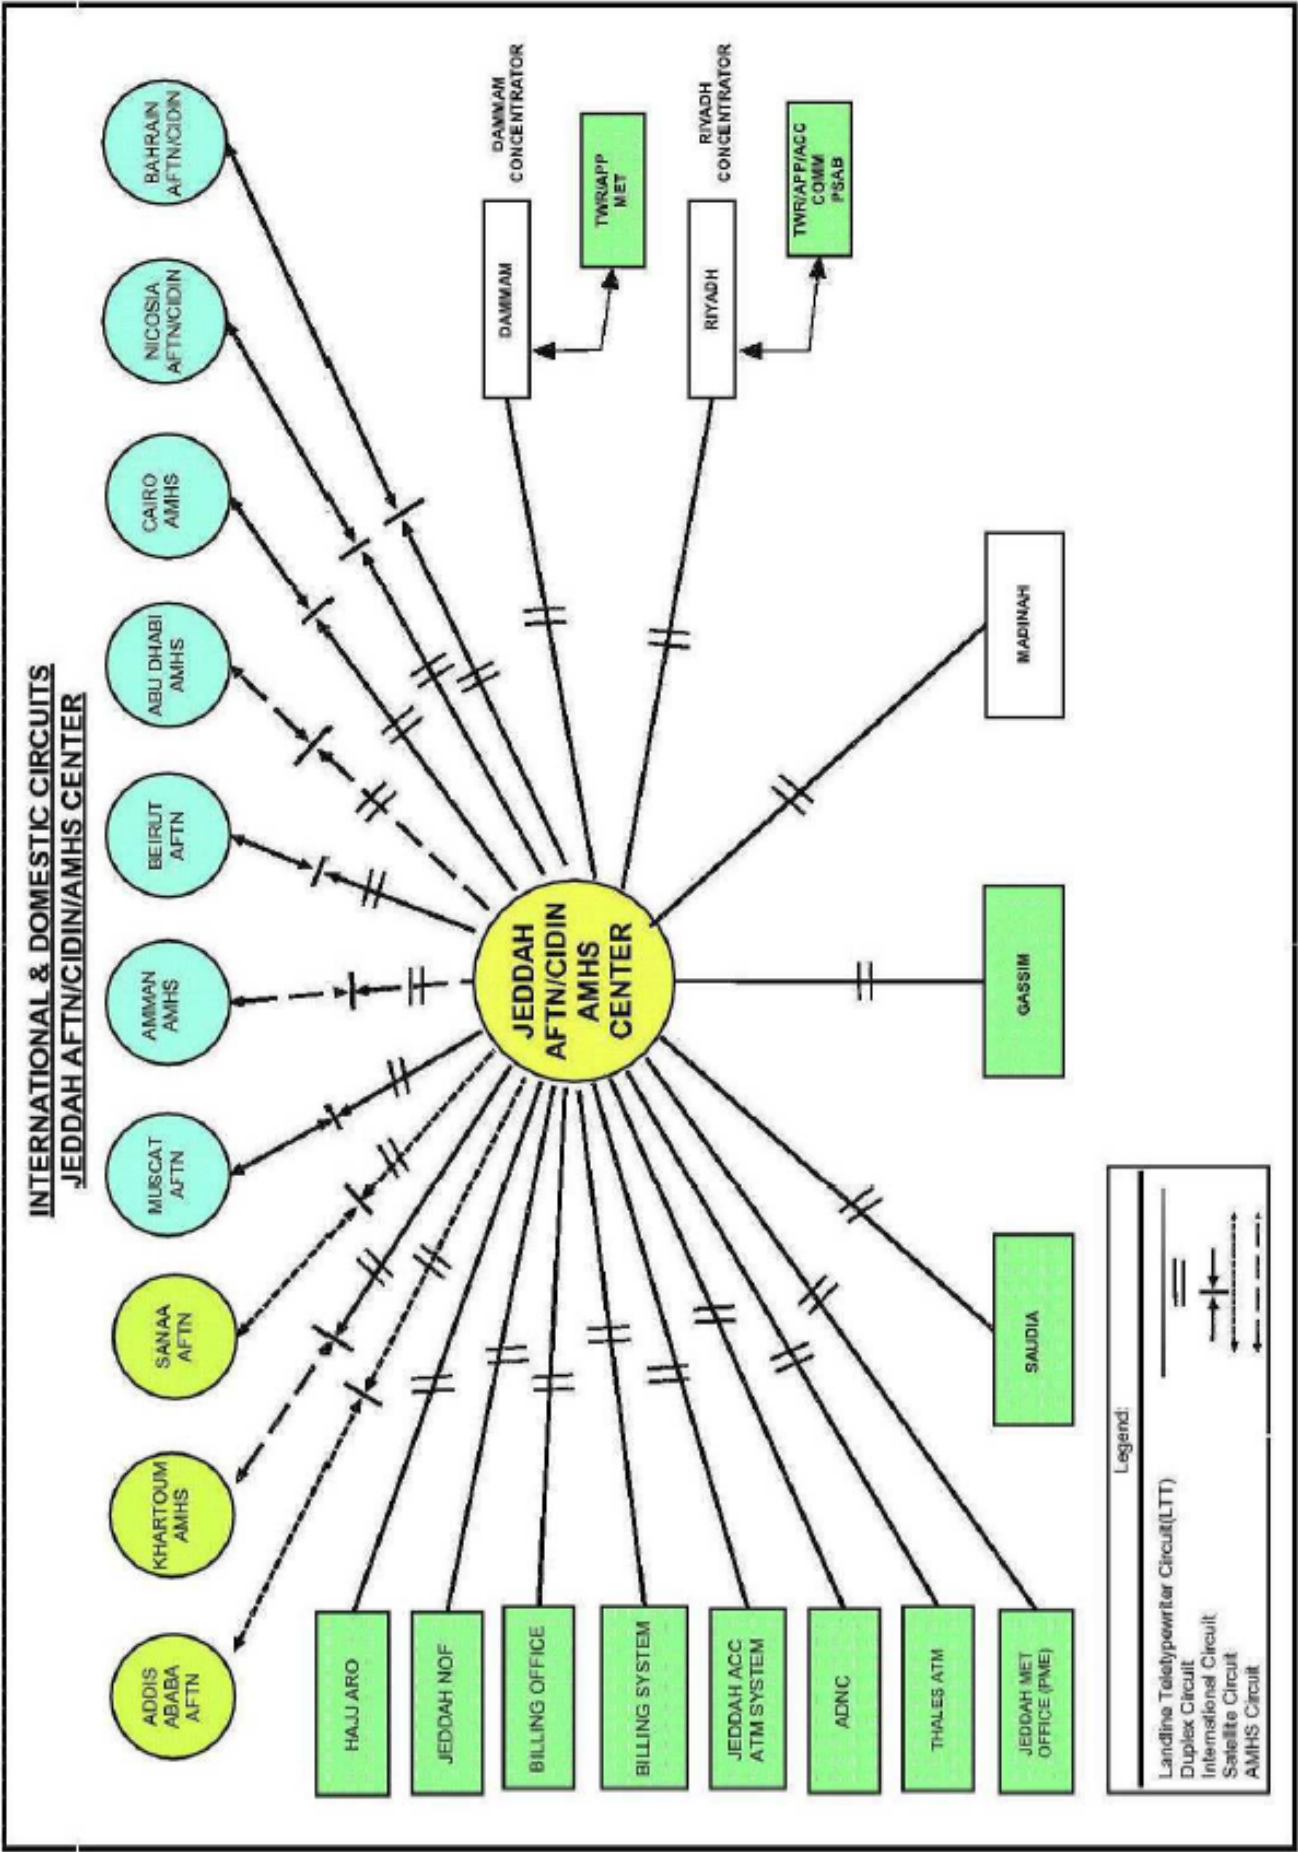 INTERNATIONAL & DOMESTIC CIRCUITS
JEDDAH AFTN/CIDIN/AMHS CENTER
ADDIS
ABABA
AFTN
KHARTOUM
AMHS
SANAA
AFTN
MUSCAT
AFTN
AMMAN
AMHS
BEIRUT
AFTN
ABU DHABI
AMHS
CAIRO
AMHS
NICOSIA
AFTN/CIDIN
BAHRAIN
AFTN/CIDIN
JEDDAH
AFTN/CIDIN
AMHS
CENTER
HAJJ ARO
JEDDAH NOF
BILLING OFFICE
BILLING SYSTEM
JEDDAH ACC
ATM SYSTEM
ADNC
THALES ATM
JEDDAH MET
OFFICE (PME)
DAMMAM
DAMMAM
CONCENTRATOR
TWR/APP
MET
RIYADH
RIYADH
CONCENTRATOR
TWR/APP/ACC
COMM
PSAB
SAUDIA
GASSIM
MADINAH
Legend:
Landline Teletypewriter Circuit(LTT)
Duplex Circuit
International Circuit
Satellite Circuit
AMHS Circuit